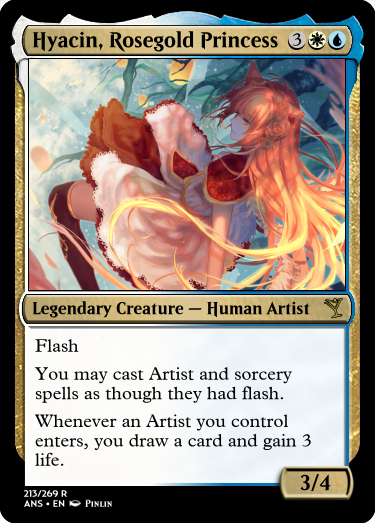 Hyacin, Rosegold Princess 3
Legendary Creature — Human Artist
Flash
You may cast Artist and sorcery
spells as though they had flash.
Whenever an Artist you control
enters, you draw a card and gain 3
life.
3/4
213/269 R
ANS • EN Pinlin